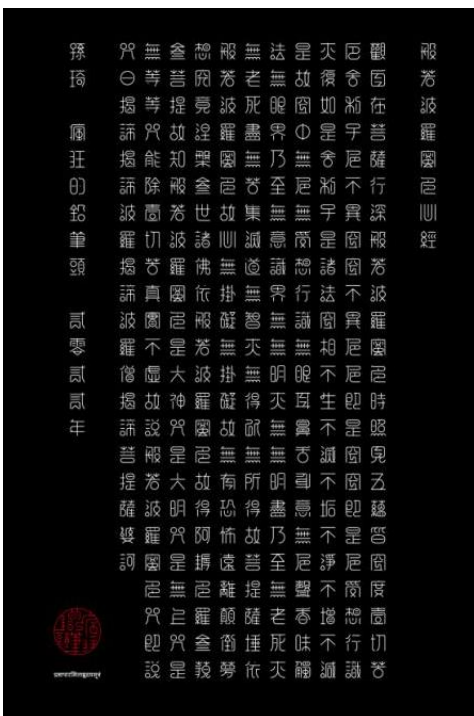 般若波羅蜜多心經
觀自在菩薩行深般若波羅蜜多時照見五蘊皆空度壹切苦
厄舍利子色不異空空不異色色即是空空即是色受想行識
亦復如是舍利子是諸法空相不生不滅不垢不淨不增不減
是故空中無色無受想行識無眼耳鼻舌身意無色聲香味觸
法無眼界乃至無意識界無無明亦無無明盡乃至無老死亦
無老死盡無苦集滅道無智亦無得以無所得故菩提薩埵依
般若波羅蜜多故心無掛礙無掛礙故無有恐怖遠離顛倒夢
想究竟涅槃叁世諸佛依般若波羅蜜多故得阿耨多羅叁藐
叁菩提故知般若波羅蜜多是大神咒是大明咒是無上咒是
無等等咒能除壹切苦真實不虛故說般若波羅蜜多咒即說
咒曰揭諦揭諦波羅揭諦波羅僧揭諦菩提薩婆訶
孫琦 瘋狂的鉛筆頭 貳零貳貳年